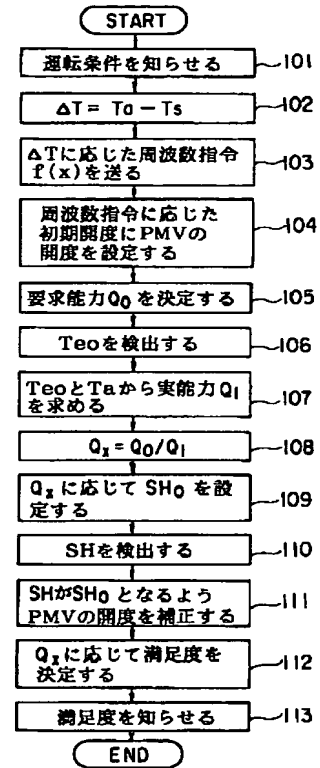 START
運転条件を知らせる
101
ΔT = Ta - Ts
102
ΔTに応じた周波数指令
f(x)を送る
103
周波数指令に応じた
初期開度にPMVの
開度を設定する
104
要求能力Q0を決定する
105
Teoを検出する
106
TeoとTaから実能力Q1
を求める
107
Qx = Q0/Q1
108
Qxに応じてSH0を設
定する
109
SHを検出する
110
SHがSH0となるよう
PMVの開度を補正する
111
Qxに応じて満足度を
決定する
112
満足度を知らせる
113
END